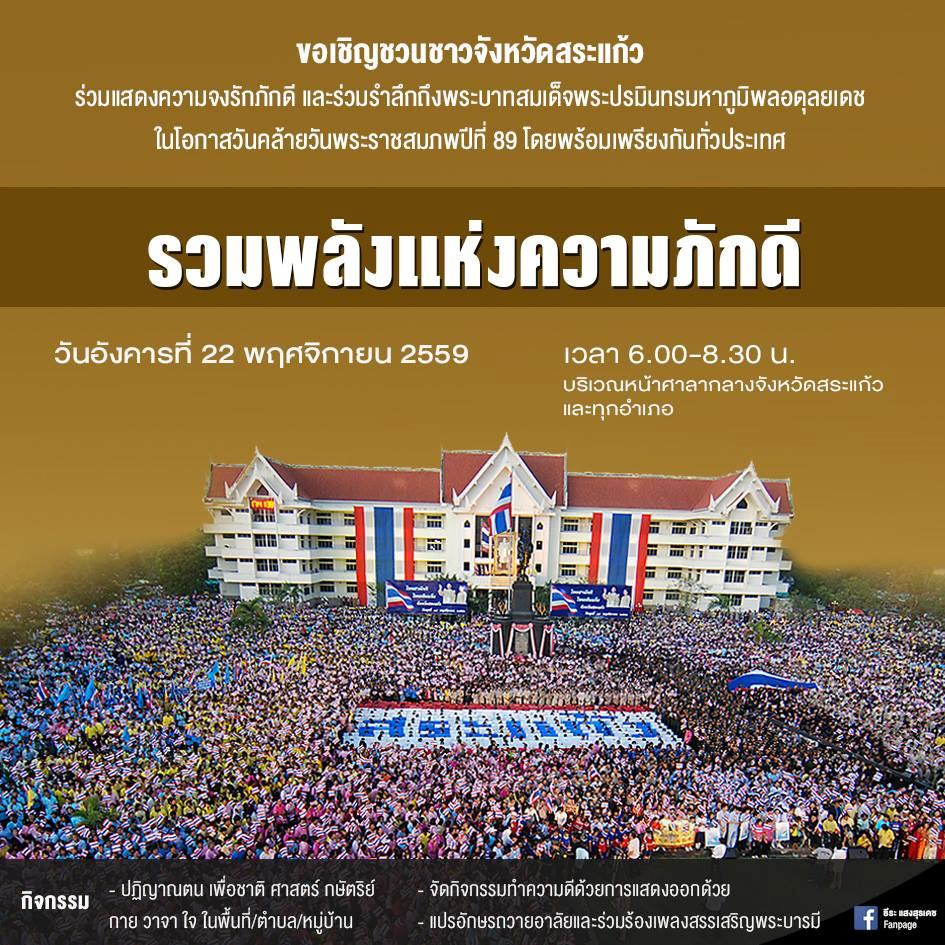 ขอเชิญชวนชาวจังหวัดสระแก้ว
ร่วมแสดงความจงรักภักดี และร่วมรำลึกถึงพระบาทสมเด็จพระปรมินทรมหาภูมิพลอดุลยเดช
ในโอกาสวันคล้ายวันพระราชสมภพปีที่ 89 โดยพร้อมเพรียงกันทั่วประเทศ
รวมพลังแห่งความภักดี
วันอังคารที่ 22 พฤศจิกายน 2559
เวลา 6.00-8.30 น.
บริเวณหน้าศาลากลางจังหวัดสระแก้ว
และทุกอำเภอ
สระแก้ว
กิจกรรม
- ปฏิญาณตน เพื่อชาติ ศาสตร์ กษัตริย์
กาย วาจา ใจ ในพื้นที่/ตำบล/หมู่บ้าน
- จัดกิจกรรมทำความดีด้วยการแสดงออกด้วย
- แปรอักษรถวายอาลัยและร่วมร้องเพลงสรรเสริญพระบารมี
ธีระ แสงสุรเดช
Fanpage